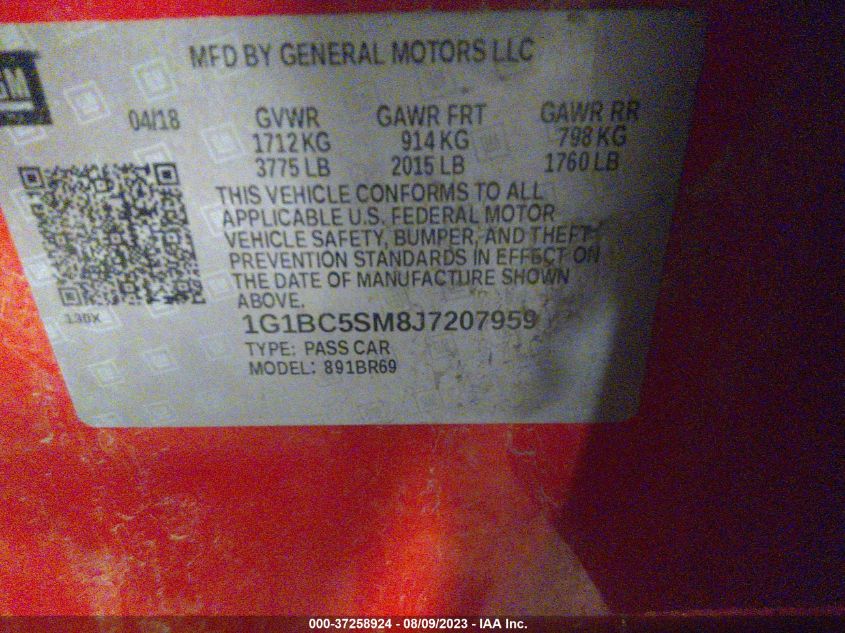 MFD BY GENERAL MOTORS LLC
GM
04/18 GVWR GAWR FRT GAWR RR
1712 KG 914 KG 798 KG
3775 LB 2015 LB 1760 LB
THIS VEHICLE CONFORMS TO ALL
APPLICABLE U.S. FEDERAL MOTOR
VEHICLE SAFETY, BUMPER, AND THEFT
PREVENTION STANDARDS IN EFFECT ON
THE DATE OF MANUFACTURE SHOWN
ABOVE.
1G1BC5SM8J7207959
TYPE: PASS CAR
MODEL: 891BR69
000-37258924 - 08/09/2023 - IAA Inc.